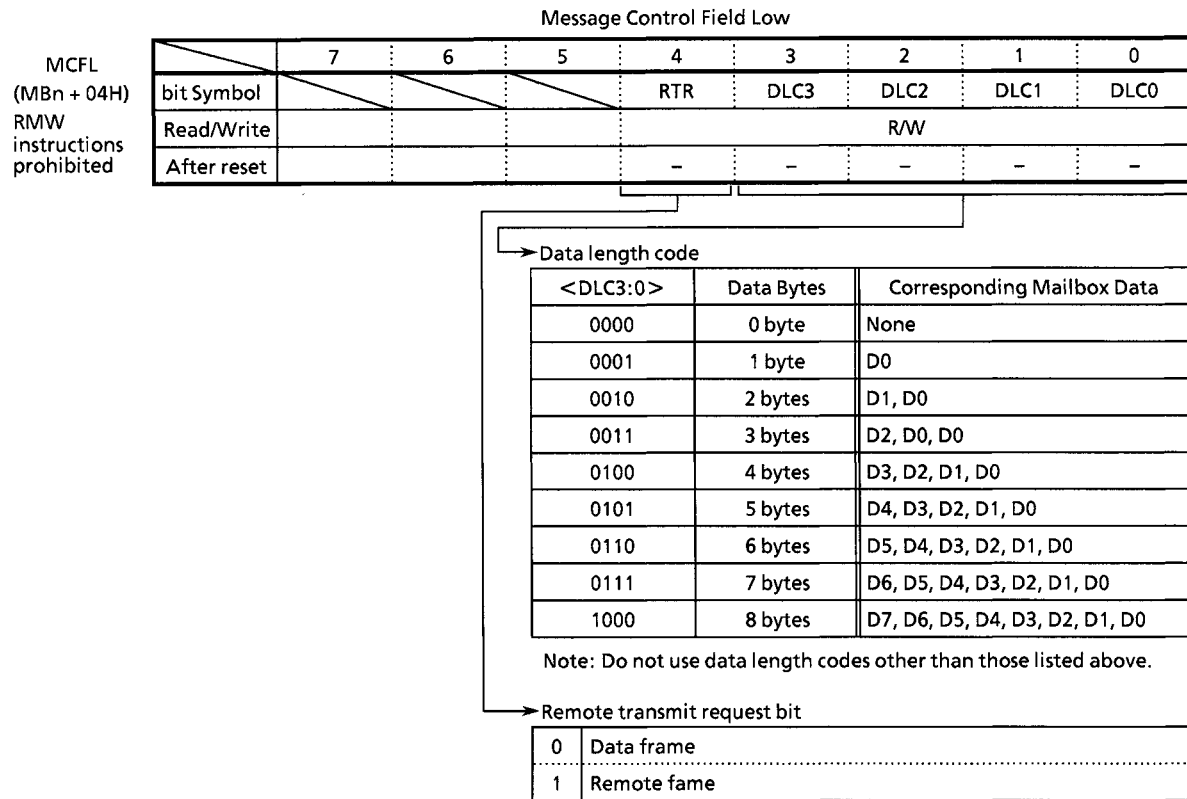 Message Control Field Low
MCFL
(MBn + 04H)
RMW
instructions
prohibited
7 6 5 4 3 2 1 0
bit Symbol RTR DLC3 DLC2 DLC1 DLC0
Read/Write R/W
After reset – – – – –
Data length code
<DLC3:0> Data Bytes Corresponding Mailbox Data
0000 0 byte None
0001 1 byte D0
0010 2 bytes D1, D0
0011 3 bytes D2, D0, D0
0100 4 bytes D3, D2, D1, D0
0101 5 bytes D4, D3, D2, D1, D0
0110 6 bytes D5, D4, D3, D2, D1, D0
0111 7 bytes D6, D5, D4, D3, D2, D1, D0
1000 8 bytes D7, D6, D5, D4, D3, D2, D1, D0
Note: Do not use data length codes other than those listed above.
Remote transmit request bit
0 Data frame
1 Remote fame